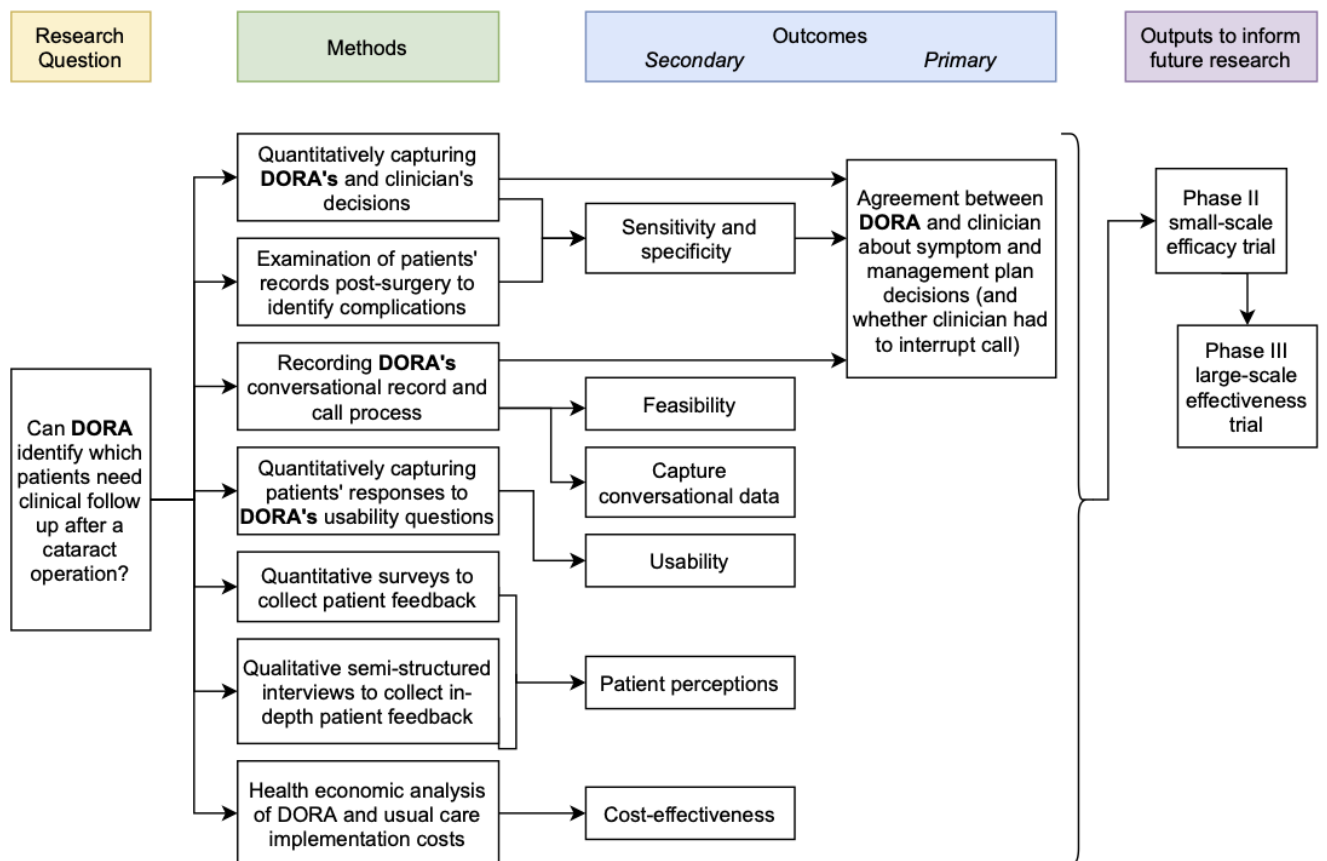 Research
Question
Methods
Outcomes
Secondary
Primary
Outputs to inform
future research
Can DORA
identify which
patients need
clinical follow
up after a
cataract
operation?
Quantitatively capturing
DORA's and clinician's
decisions
Examination of patients'
records post-surgery to
identify complications
Recording DORA's
conversational record and
call process
Quantitatively capturing
patients' responses to
DORA's usability questions
Quantitative surveys to
collect patient feedback
Qualitative semi-structured
interviews to collect in-
depth patient feedback
Health economic analysis
of DORA and usual care
implementation costs
Sensitivity and
specificity
Feasibility
Capture
conversational data
Usability
Patient perceptions
Cost-effectiveness
Agreement between
DORA and clinician
about symptom and
management plan
decisions (and
whether clinician had
to interrupt call)
Phase II
small-scale
efficacy trial
Phase III
large-scale
effectiveness
trial